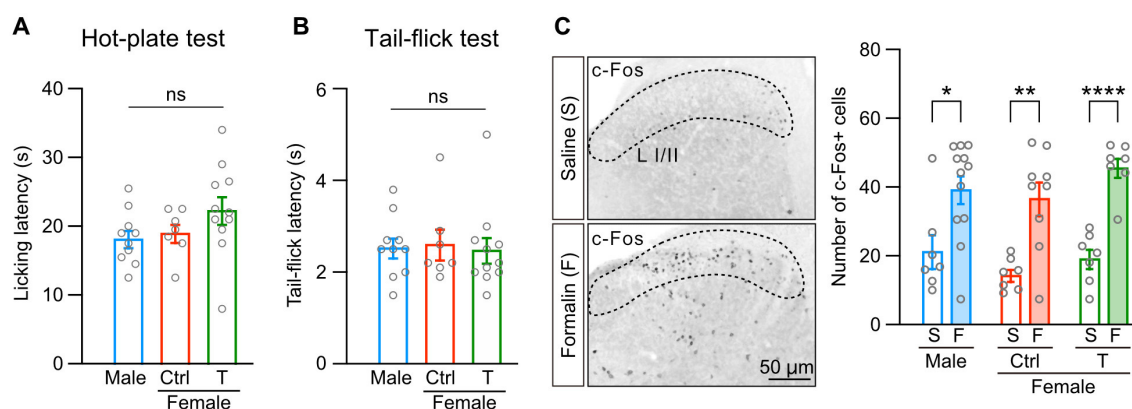 A
Hot-plate test
Licking latency (s)
40
30
20
10
0
ns
Male
Ctrl
T
Female
B
Tail-flick test
Tail-flick latency (s)
6
4
2
0
ns
Male
Ctrl
T
Female
C
Saline (S)
c-Fos
L I/II
Formalin (F)
c-Fos
50 µm
Number of c-Fos+ cells
80
60
40
20
0
*
**
****
S F S F S F
Male
Ctrl
T
Female